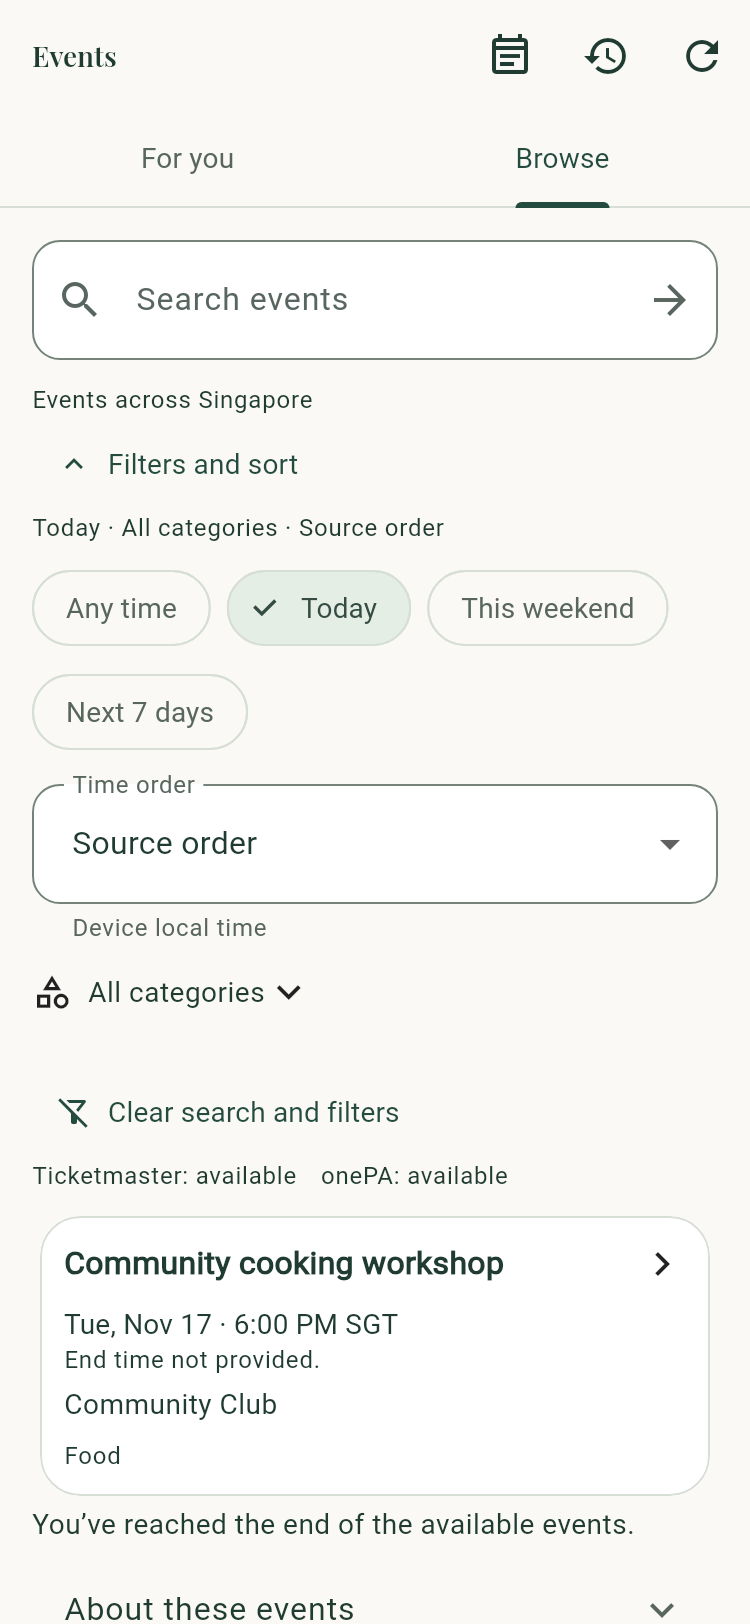 Events
For you
Browse
Search events
Events across Singapore
Filters and sort
Today · All categories · Source order
Any time
Today
This weekend
Next 7 days
Time order
Source order
Device local time
All categories
Clear search and filters
Ticketmaster: available onePA: available
Community cooking workshop
Tue, Nov 17 · 6:00 PM SGT
End time not provided.
Community Club
Food
You’ve reached the end of the available events.
About these events